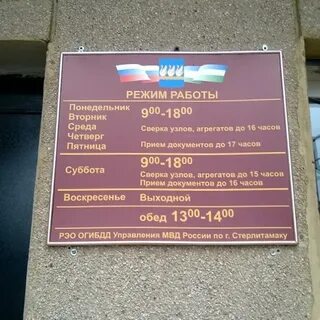 РЕЖИМ РАБОТЫ
Понедельник
Вторник
Среда
Четверг
Пятница
9⁰⁰-18⁰⁰
Сверка узлов, агрегатов до 16 часов
Прием документов до 17 часов
Суббота
9⁰⁰-18⁰⁰
Сверка узлов, агрегатов до 15 часов
Прием документов до 16 часов
Воскресенье Выходной
обед 13⁰⁰-14⁰⁰
РЭО ОГИБДД Управления МВД России по г. Стерлитамаку